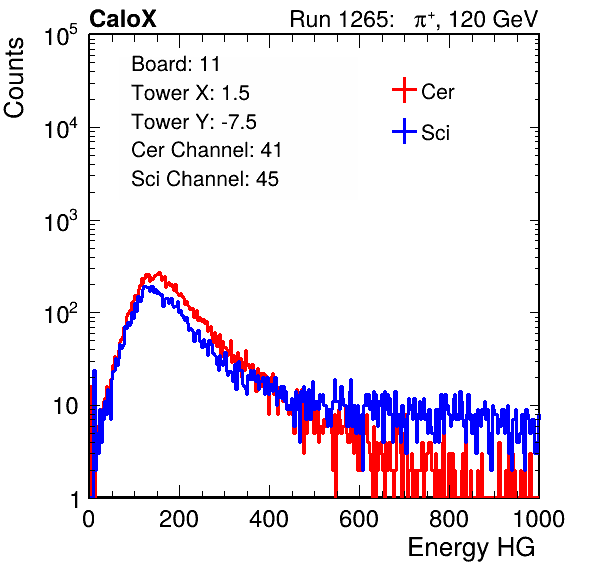 CaloX Run 1265: π⁺, 120 GeV
Counts
10⁵
10⁴
10³
10²
10
1
Board: 11
Tower X: 1.5
Tower Y: -7.5
Cer Channel: 41
Sci Channel: 45
Cer
Sci
0 200 400 600 800 1000
Energy HG